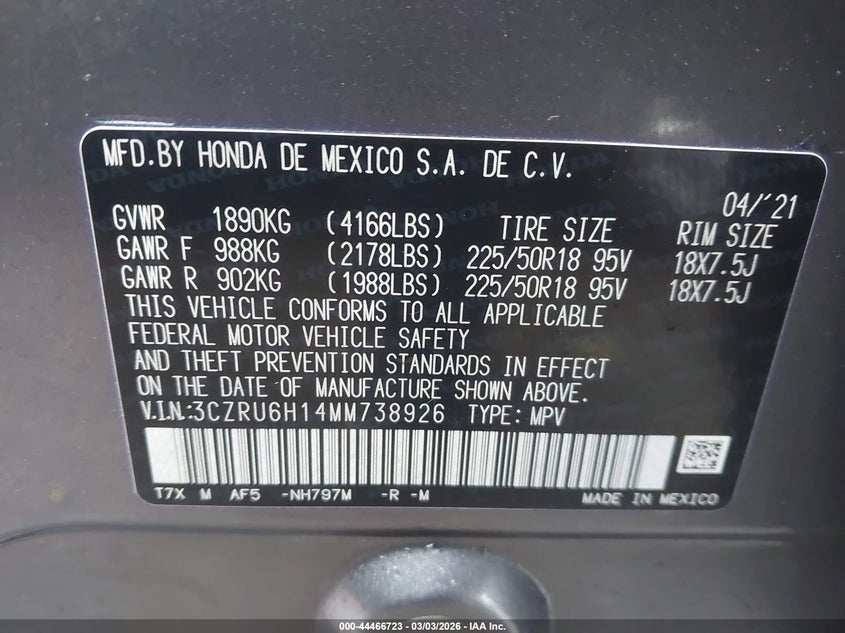 MFD.BY HONDA DE MEXICO S.A. DE C.V.
04/'21
GVWR 1890KG (4166LBS) TIRE SIZE RIM SIZE
GAWR F 988KG (2178LBS) 225/50R18 95V 18X7.5J
GAWR R 902KG (1988LBS) 225/50R18 95V 18X7.5J
THIS VEHICLE CONFORMS TO ALL APPLICABLE
FEDERAL MOTOR VEHICLE SAFETY
AND THEFT PREVENTION STANDARDS IN EFFECT
ON THE DATE OF MANUFACTURE SHOWN ABOVE.
V.I.N.:3CZRU6H14MM738926 TYPE: MPV
T7X M AF5 -NH797M -R -M
MADE IN MEXICO
000-44466723 - 03/03/2026 - IAA Inc.